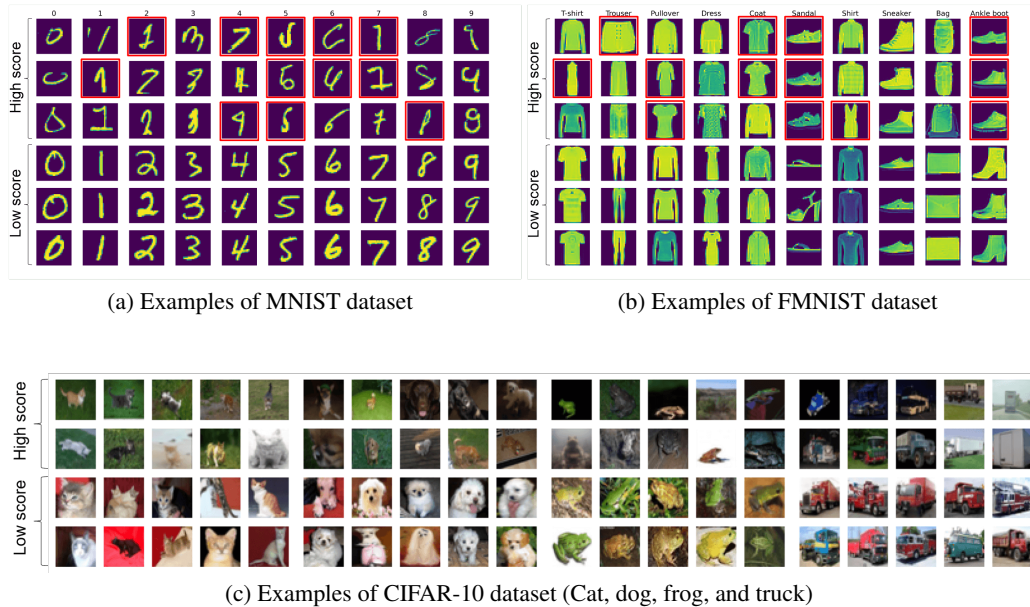 0 1 2 3 4 5 6 7 8 9
High score
Low score
(a) Examples of MNIST dataset
T-shirt Trouser Pullover Dress Coat Sandal Shirt Sneaker Bag Ankle boot
High score
Low score
(b) Examples of FMNIST dataset
High score
Low score
(c) Examples of CIFAR-10 dataset (Cat, dog, frog, and truck)